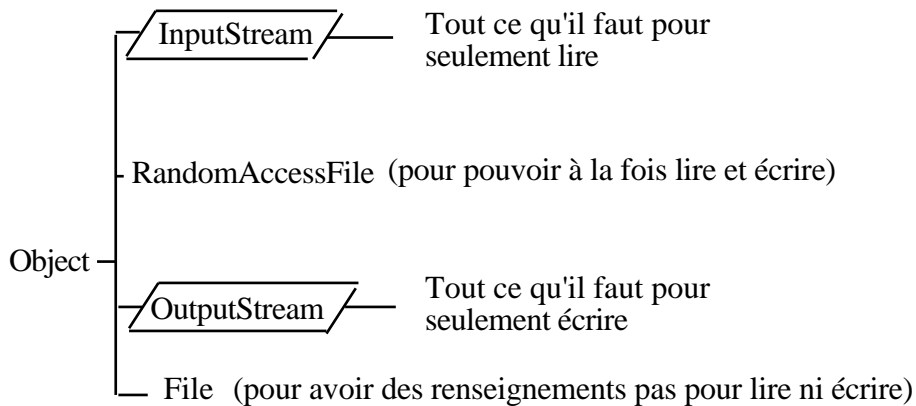 InputStream
Tout ce qu'il faut pour
seulement lire
RandomAccessFile (pour pouvoir à la fois lire et écrire)
Object
OutputStream
Tout ce qu'il faut pour
seulement écrire
File (pour avoir des renseignements pas pour lire ni écrire)